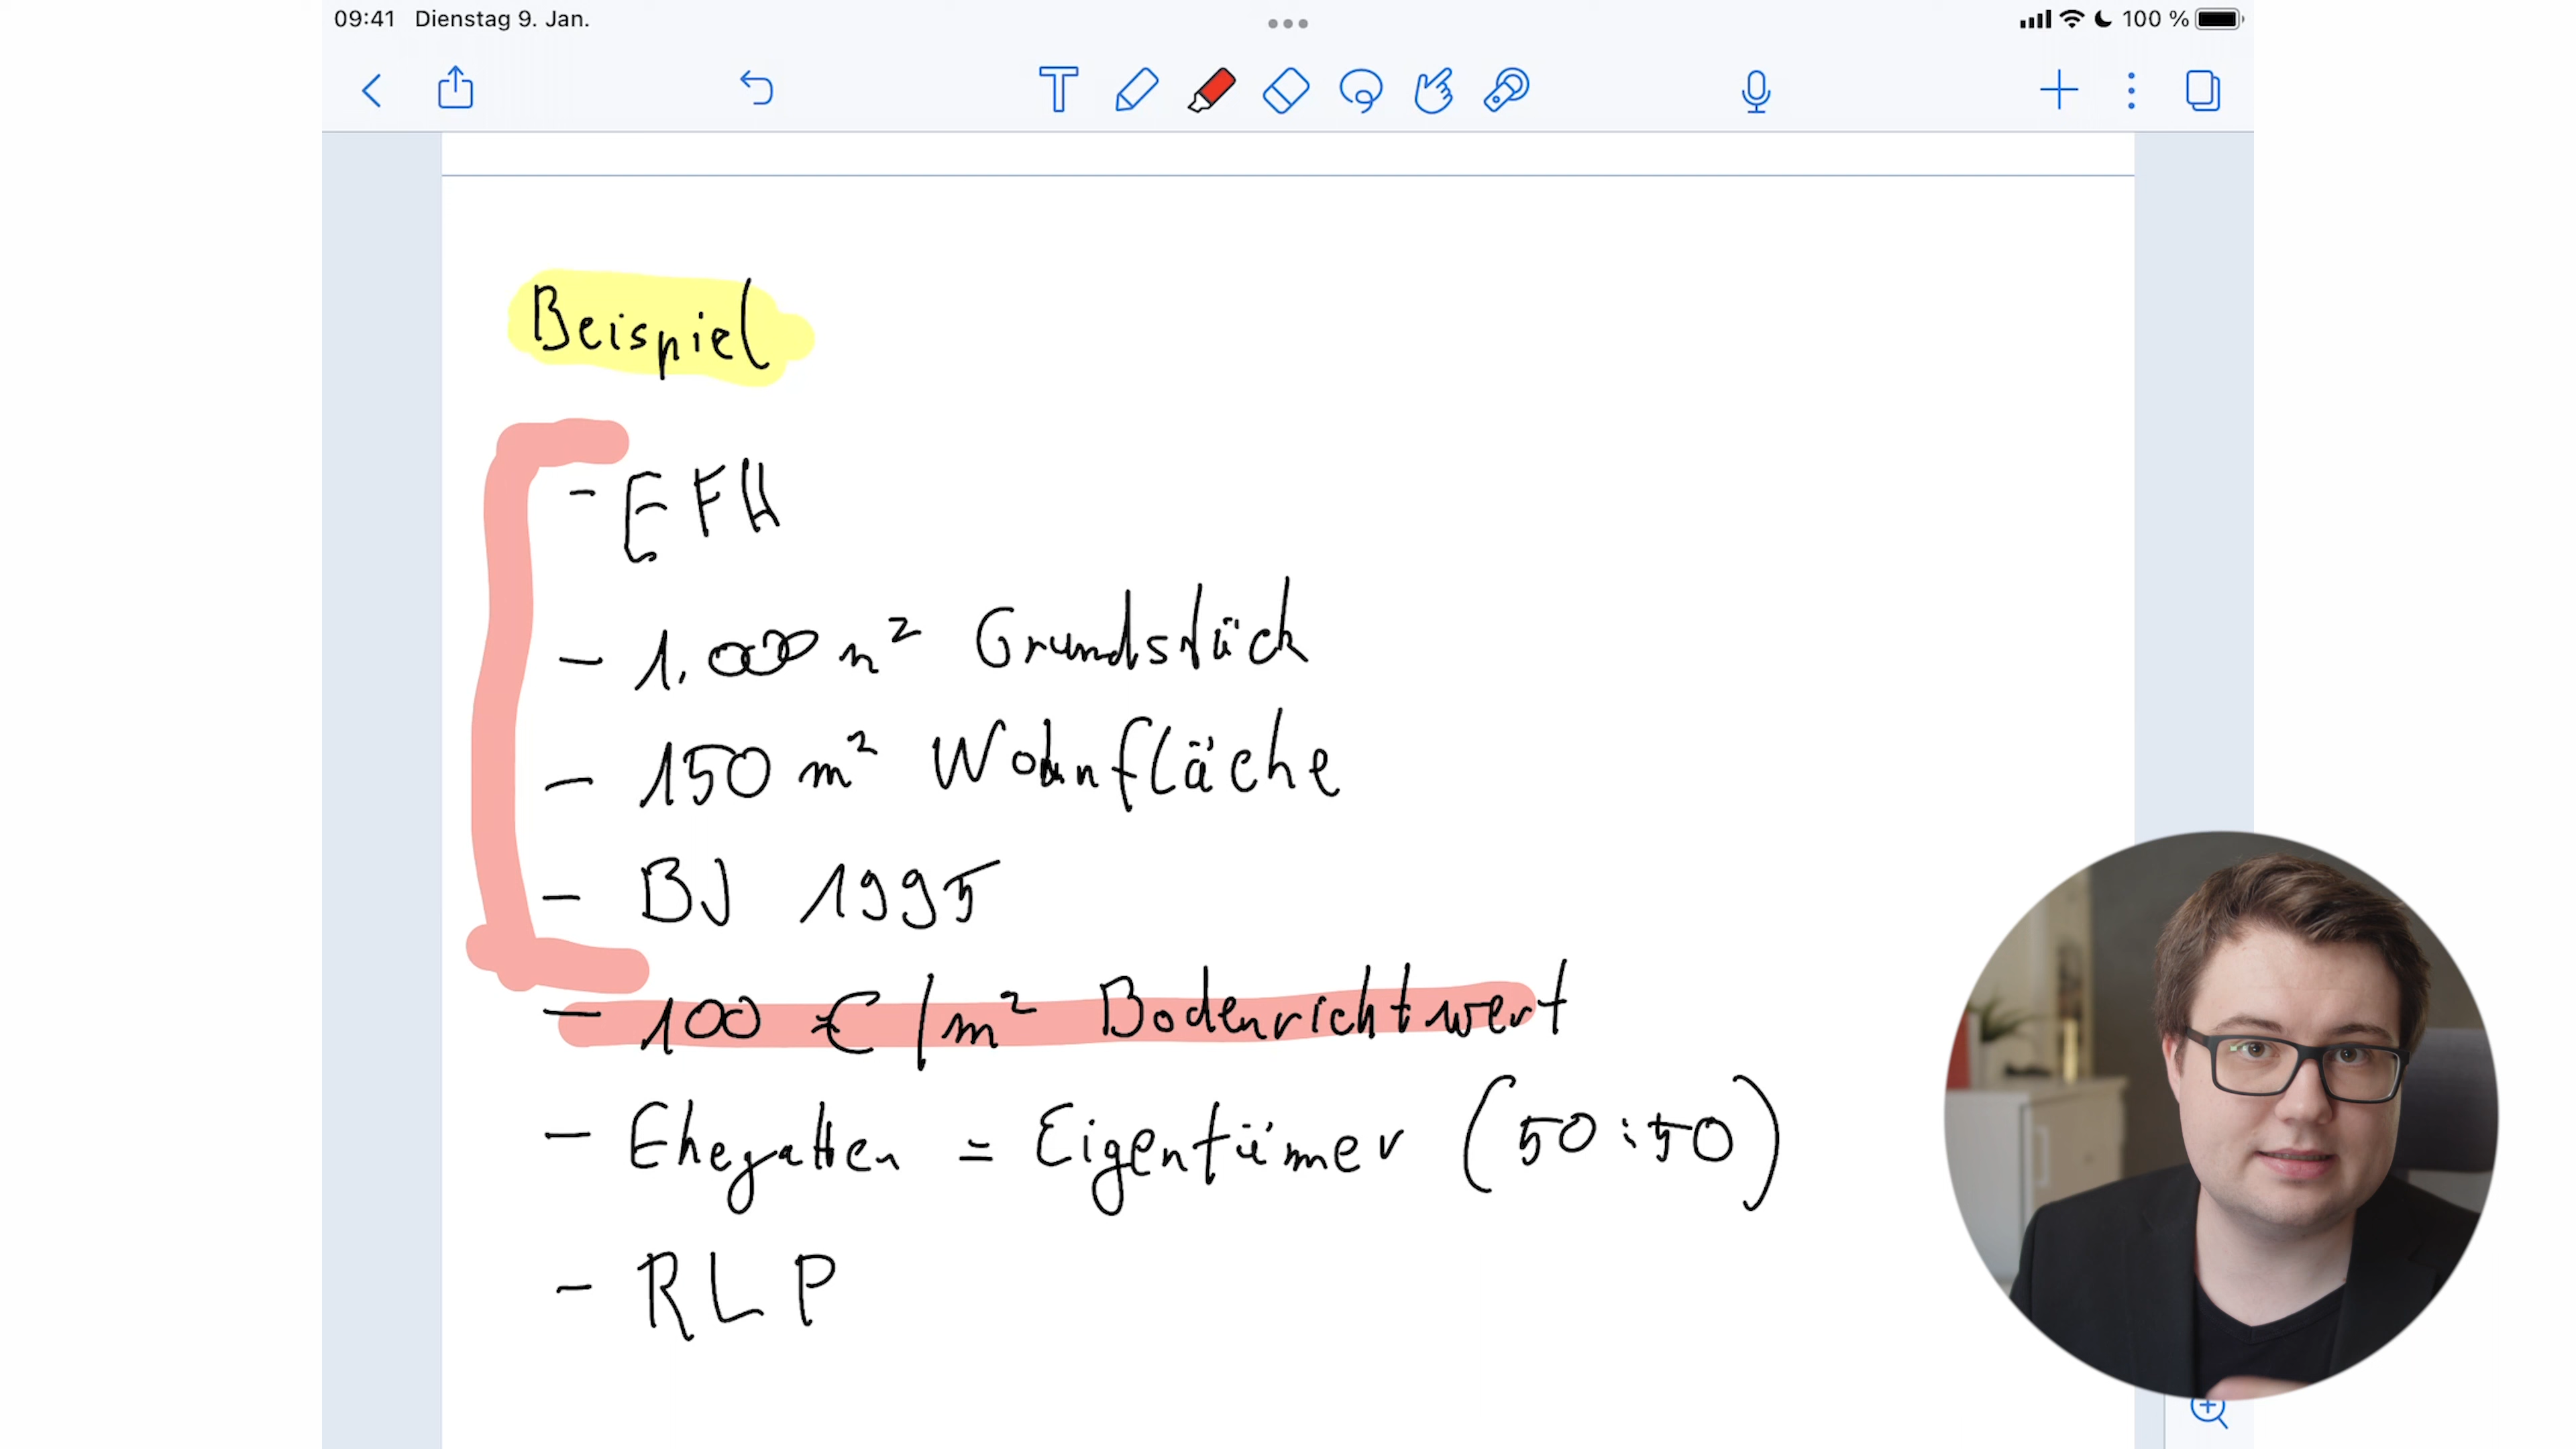 09:41 Dienstag 9. Jan. 100 %
Beispiel
- EFH
- 1.000 m² Grundstück
- 150 m² Wohnfläche
- BJ 1995
- 100 €/m² Bodenrichtwert
- Ehegatten = Eigentümer (50:50)
- RLP